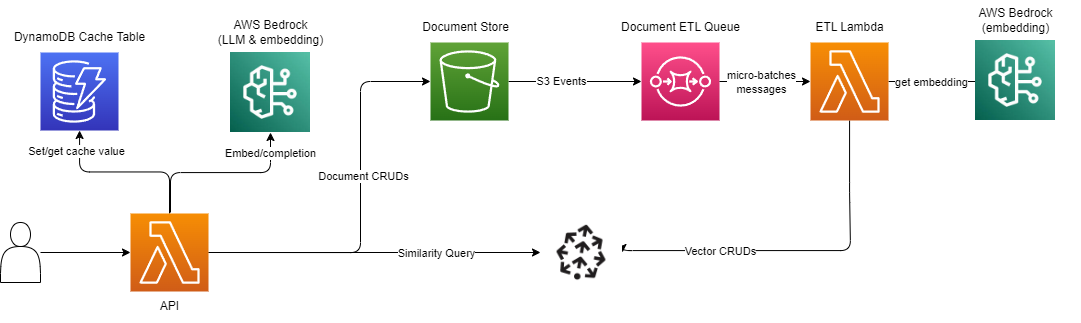 DynamoDB Cache Table
AWS Bedrock
(LLM & embedding)
Document Store
Document ETL Queue
ETL Lambda
AWS Bedrock
(embedding)
S3 Events
micro-batches
messages
get embedding
Set/get cache value
Embed/completion
Document CRUDs
Similarity Query
Vector CRUDs
API